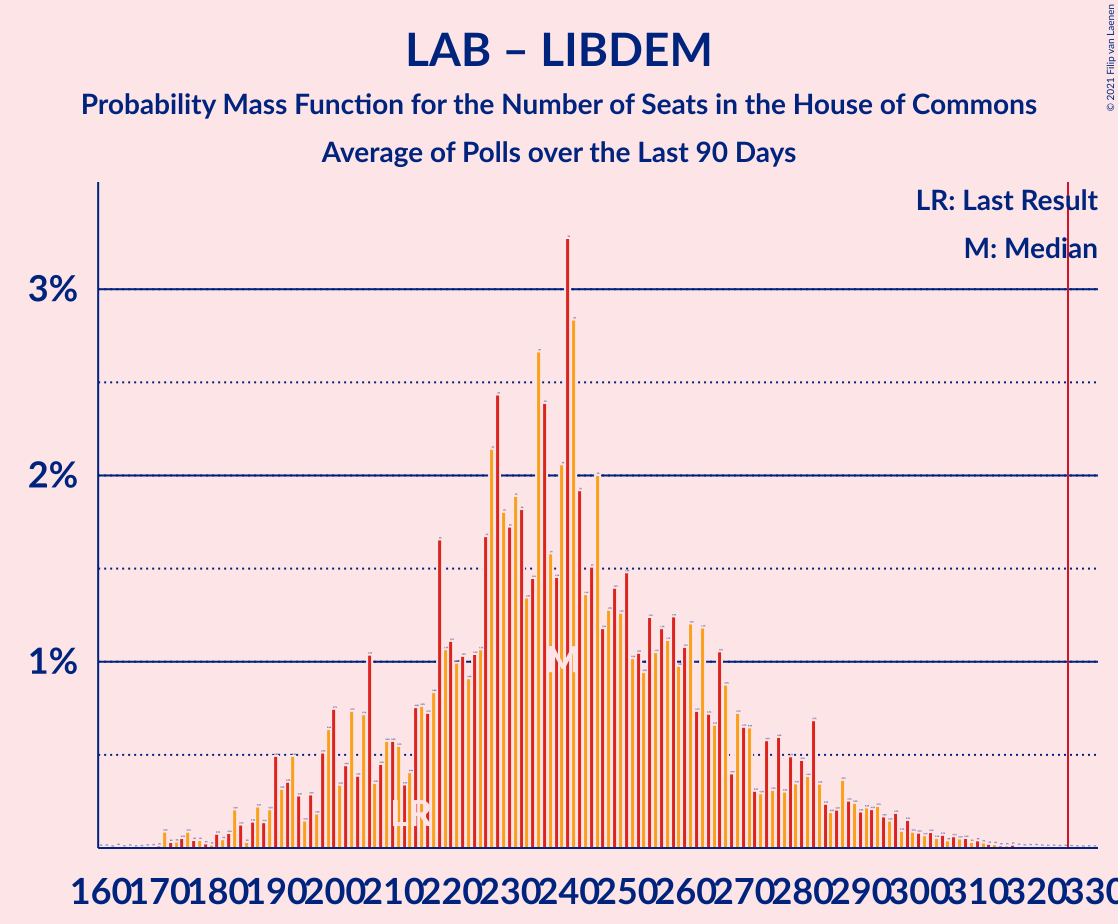 LAB – LIBDEM
Probability Mass Function for the Number of Seats in the House of Commons
Average of Polls over the Last 90 Days
© 2021 Filip van Laenen
LR: Last Result
M: Median
3%
2%
1%
M
LR
160 170 180 190 200 210 220 230 240 250 260 270 280 290 300 310 320 330